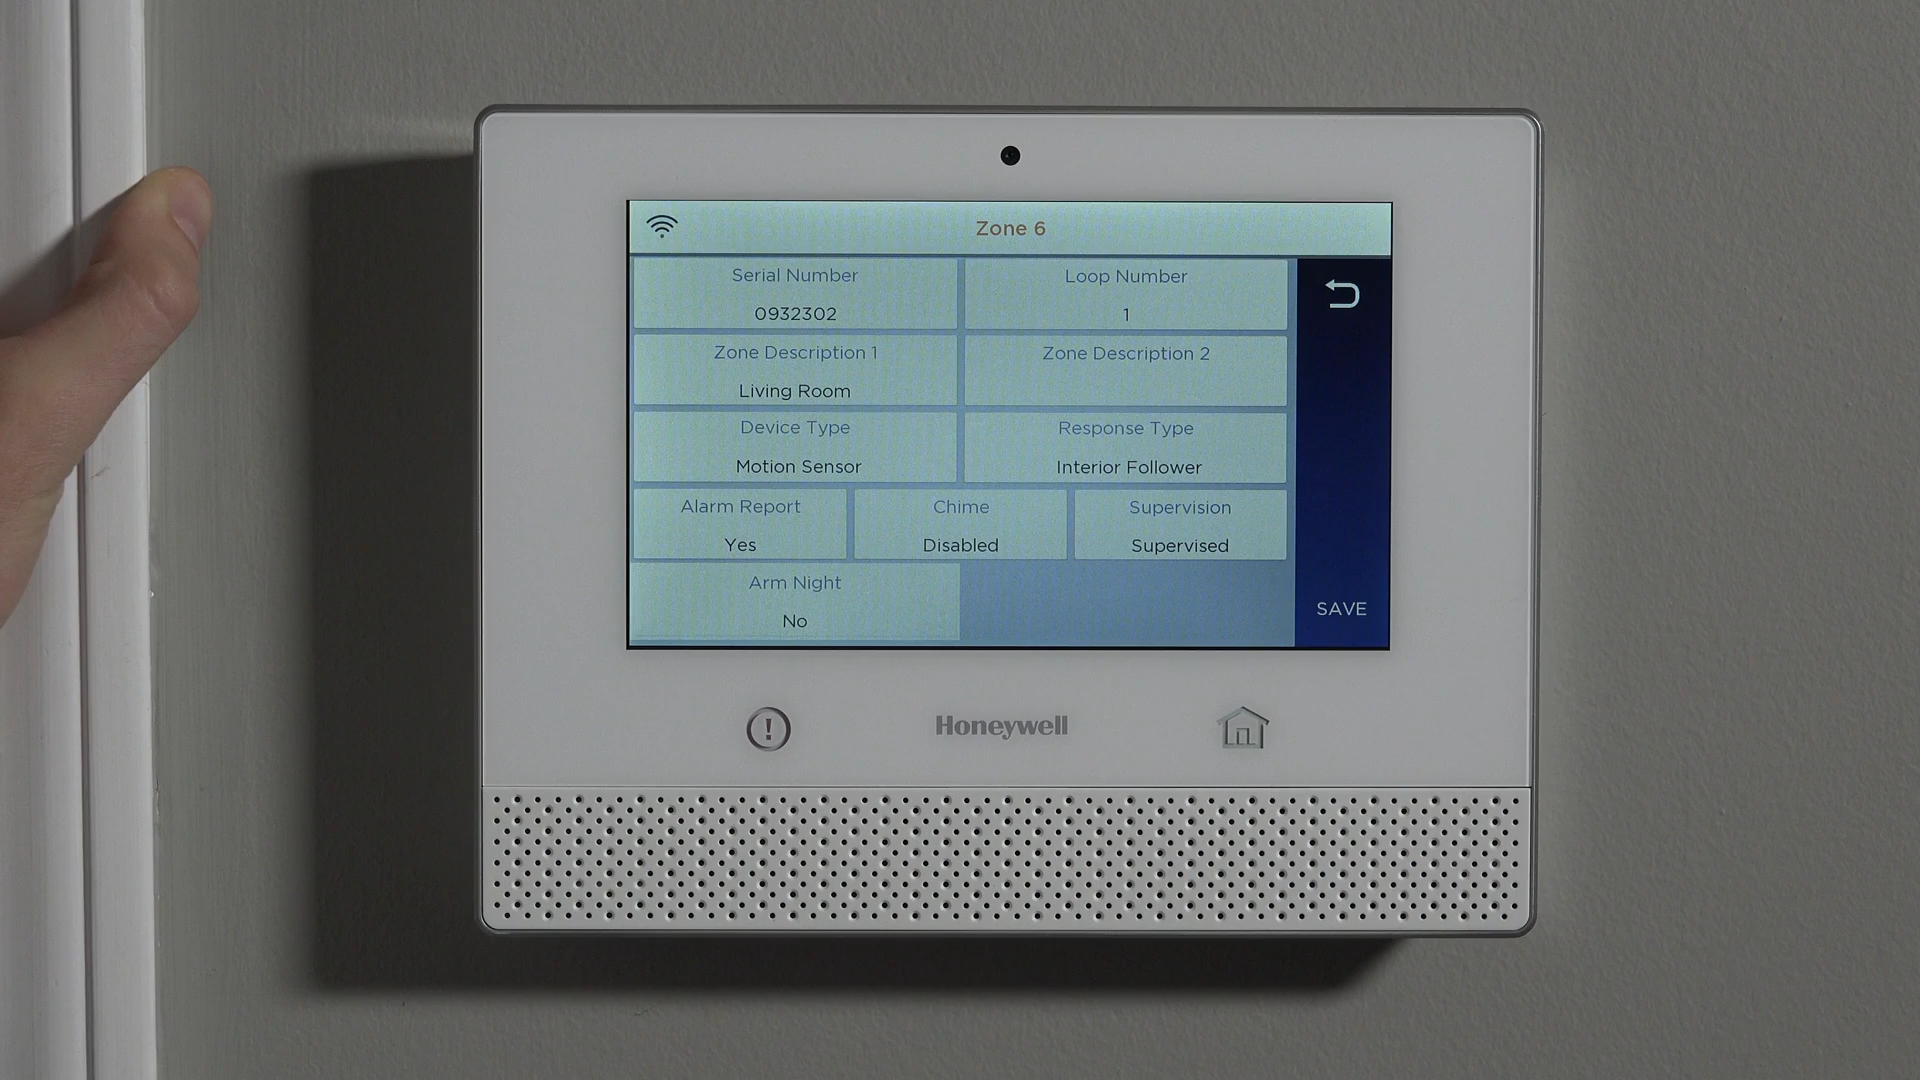 Zone 6
Serial Number
0932302
Loop Number
1
Zone Description 1
Living Room
Zone Description 2
Device Type
Motion Sensor
Response Type
Interior Follower
Alarm Report
Yes
Chime
Disabled
Supervision
Supervised
Arm Night
No
SAVE
Honeywell